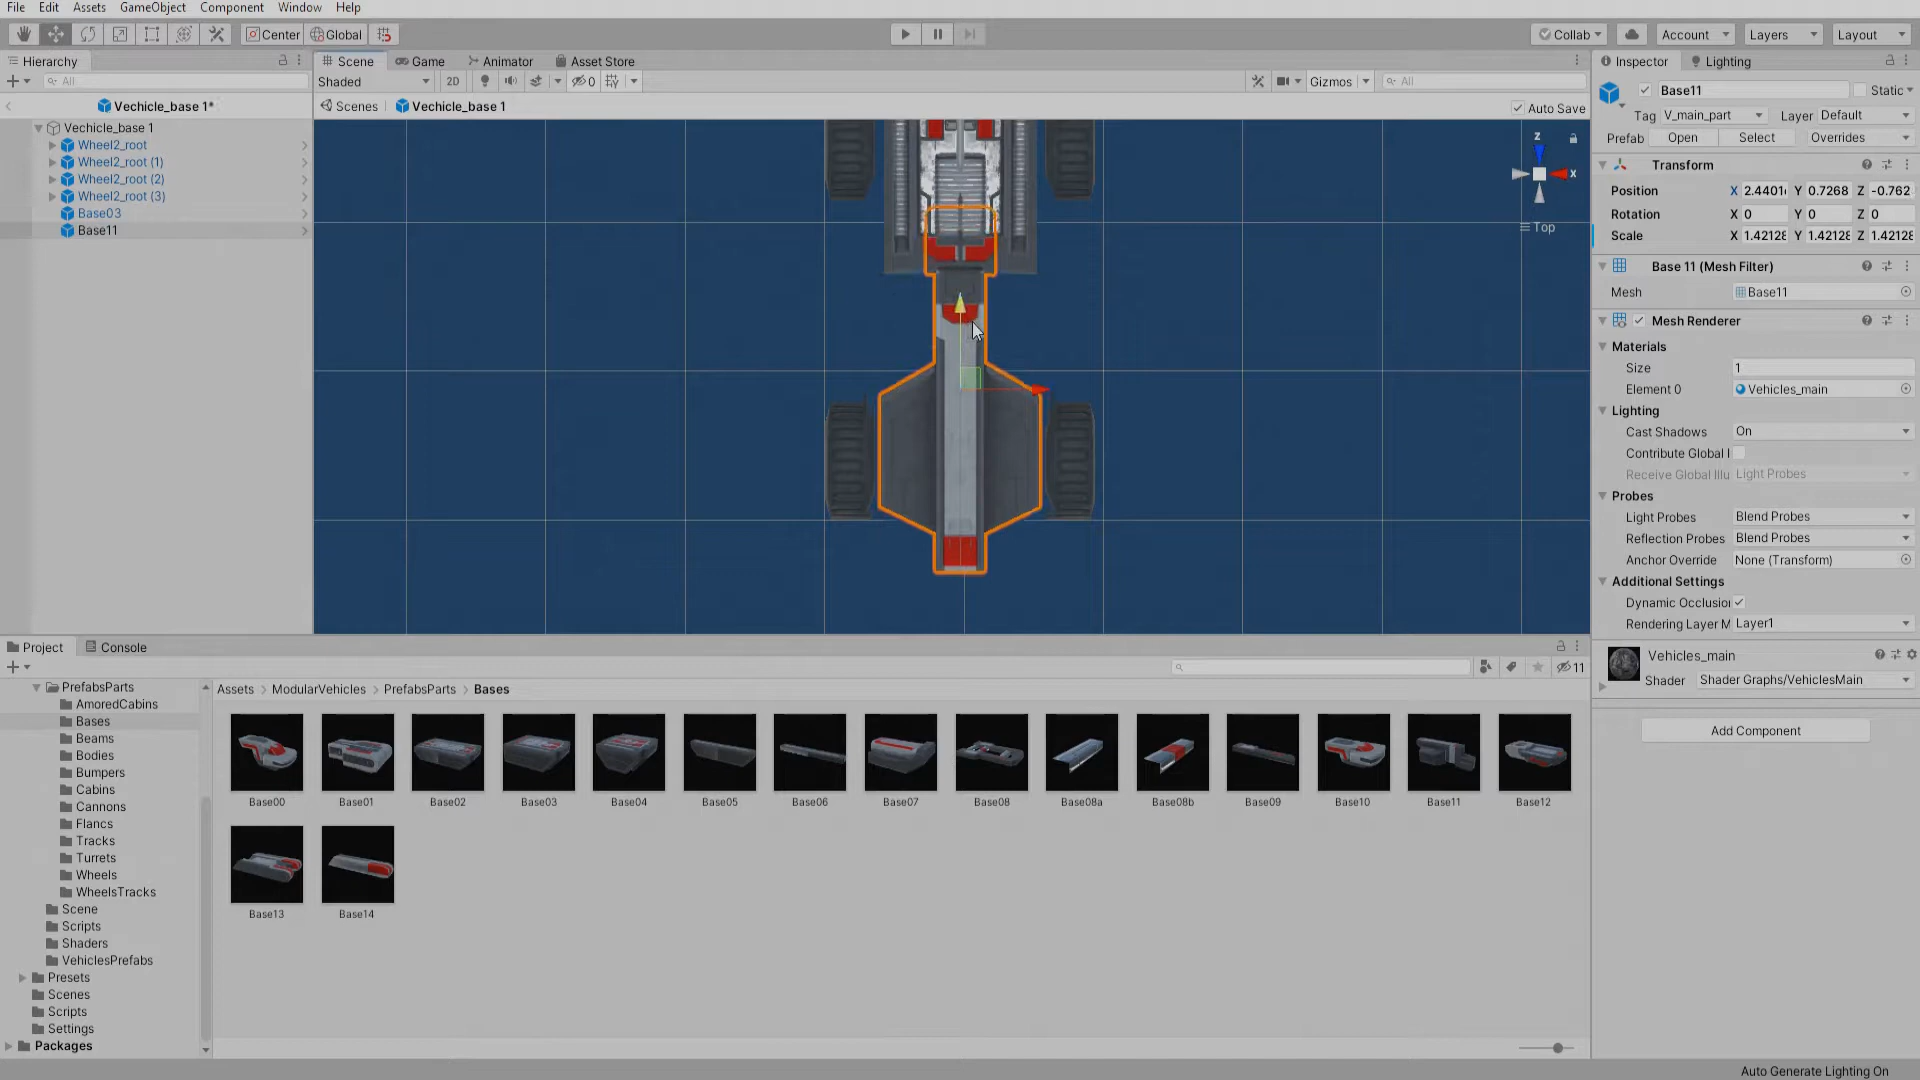 File Edit Assets GameObject Component Window Help
Center Global Collab Account Layers Layout
Hierarchy
All
Vechicle_base 1*
Vechicle_base 1
Wheel2_root
Wheel2_root (1)
Wheel2_root (2)
Wheel2_root (3)
Base03
Base11
Scene Game Animator Asset Store
Shaded 2D 0 Gizmos All
Scenes Vechicle_base 1 Auto Save
z
x
Top
Inspector Lighting
Base11 Static
Tag V_main_part Layer Default
Prefab Open Select Overrides
Transform
Position X 2.4401 Y 0.7268 Z -0.762
Rotation X 0 Y 0 Z 0
Scale X 1.42128 Y 1.42128 Z 1.42128
Base 11 (Mesh Filter)
Mesh Base11
Mesh Renderer
Materials
Size 1
Element 0 Vehicles_main
Lighting
Cast Shadows On
Contribute Global I
Receive Global Illu Light Probes
Probes
Light Probes Blend Probes
Reflection Probes Blend Probes
Anchor Override None (Transform)
Additional Settings
Dynamic Occlusion
Rendering Layer M Layer1
Vehicles_main
Shader Shader Graphs/VehiclesMain
Add Component
Project Console
11
PrefabsParts
AmoredCabins
Bases
Beams
Bodies
Bumpers
Cabins
Cannons
Flancs
Tracks
Turrets
Wheels
WheelsTracks
Scene
Scripts
Shaders
VehiclesPrefabs
Presets
Scenes
Scripts
Settings
Packages
Assets ModularVehicles PrefabsParts Bases
Base00 Base01 Base02 Base03 Base04 Base05 Base06 Base07 Base08 Base08a Base08b Base09 Base10 Base11 Base12
Base13 Base14
Auto Generate Lighting On